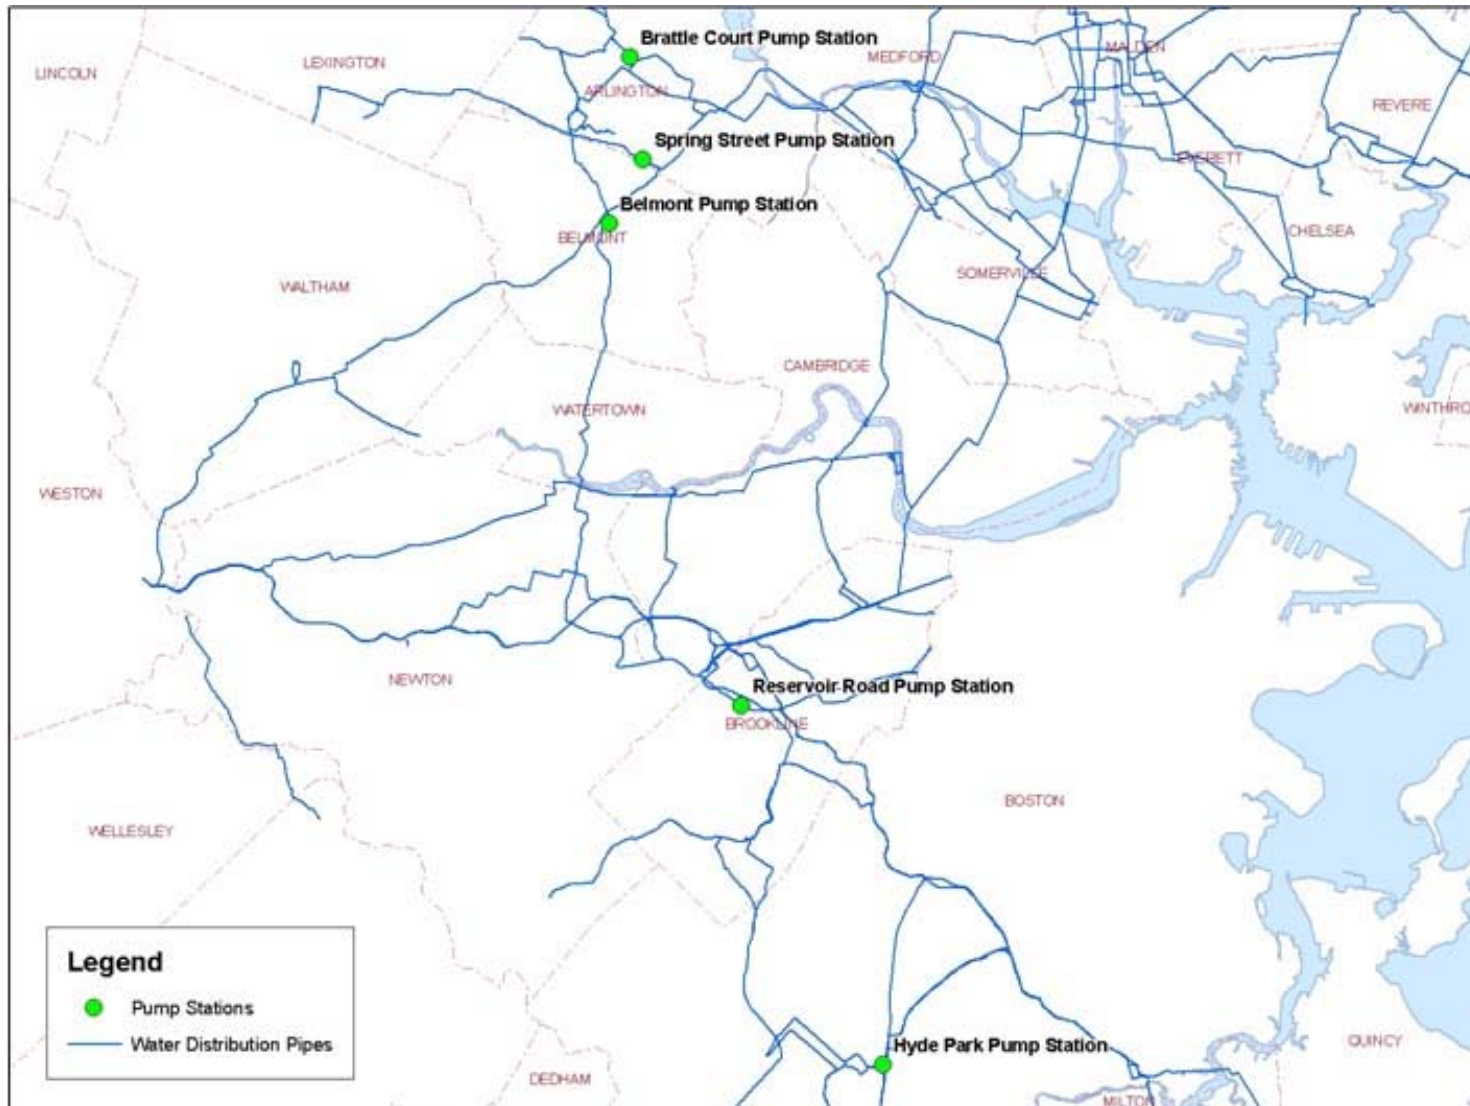 Brattle Court Pump Station
MALDEN
MEDFORD
LEXINGTON
LINCOLN
ARLINGTON
REVERE
Spring Street Pump Station
EVERETT
Belmont Pump Station
BELMONT
CHELSEA
SOMERVILLE
WALTHAM
CAMBRIDGE
WATERTOWN
WINTHRO
WESTON
NEWTON
Reservoir Road Pump Station
BROOKLINE
BOSTON
WELLESLEY
Legend
Pump Stations
Water Distribution Pipes
Hyde Park Pump Station
QUINCY
DEDHAM
MILTON